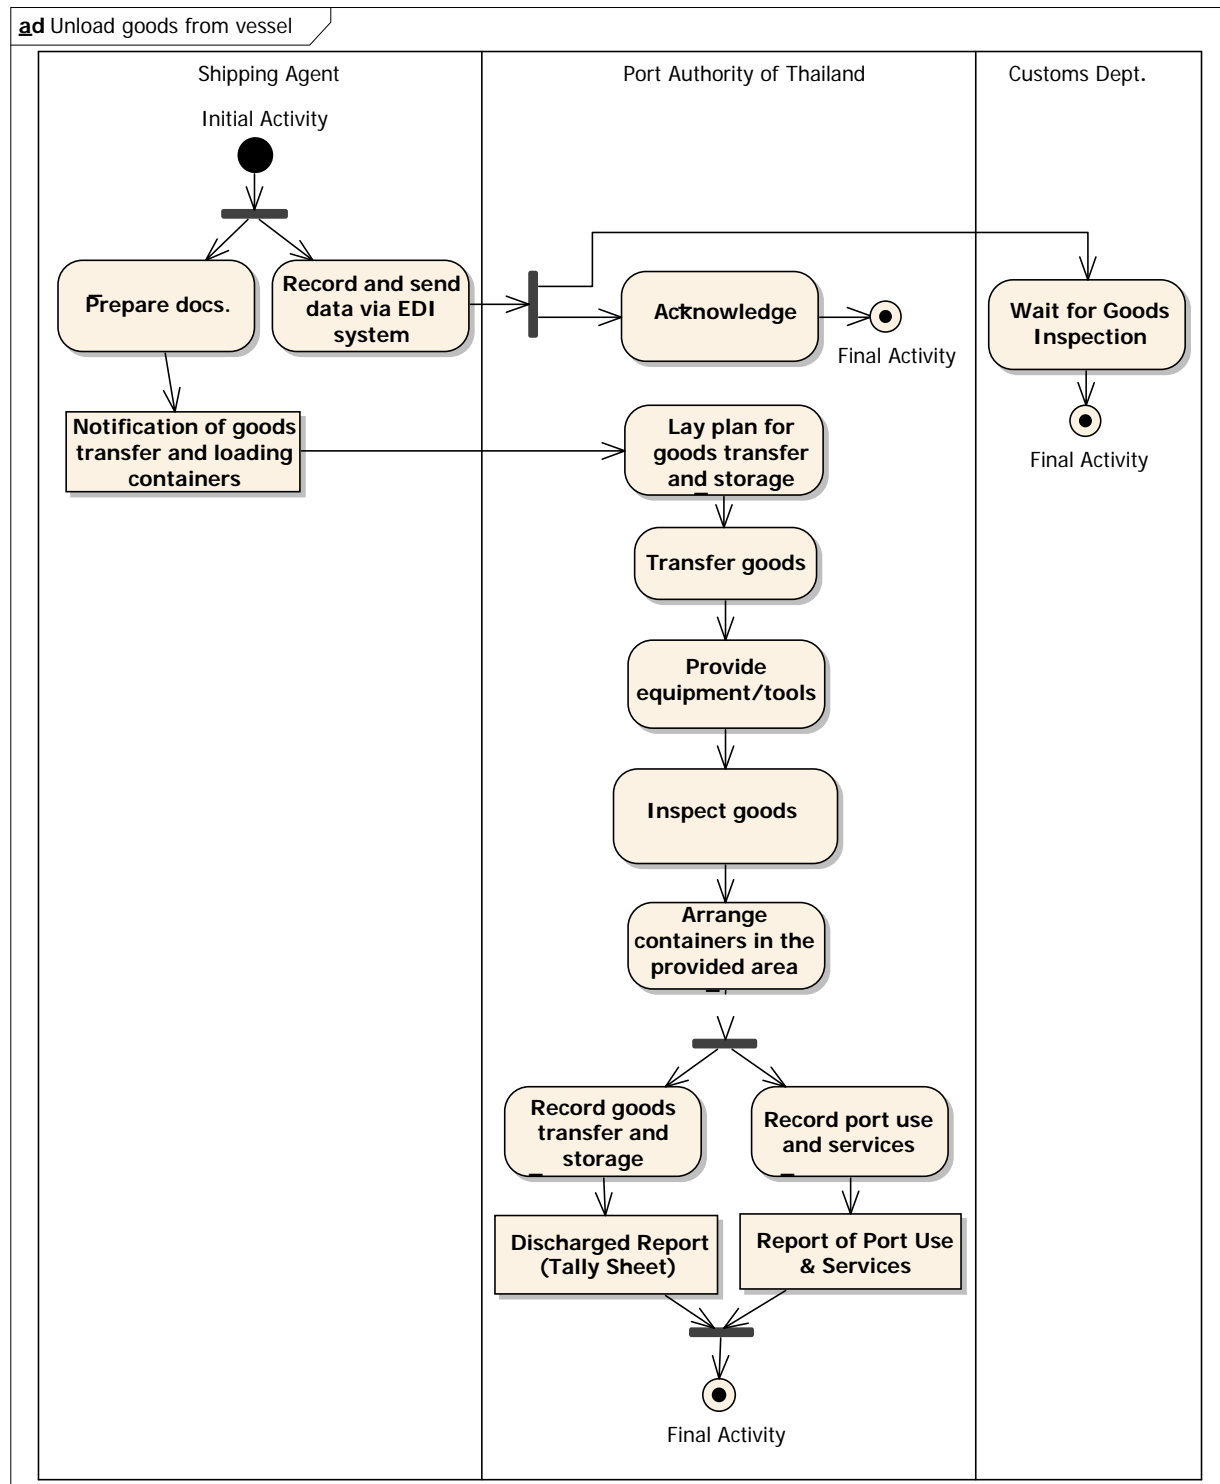 ad Unload goods from vessel
Shipping Agent
Port Authority of Thailand
Customs Dept.
Initial Activity
Prepare docs.
Record and send
data via EDI
system
Acknowledge
Final Activity
Wait for Goods
Inspection
Final Activity
Notification of goods
transfer and loading
containers
Lay plan for
goods transfer
and storage
Transfer goods
Provide
equipment/tools
Inspect goods
Arrange
containers in the
provided area
Record goods
transfer and
storage
Record port use
and services
Discharged Report
(Tally Sheet)
Report of Port Use
& Services
Final Activity